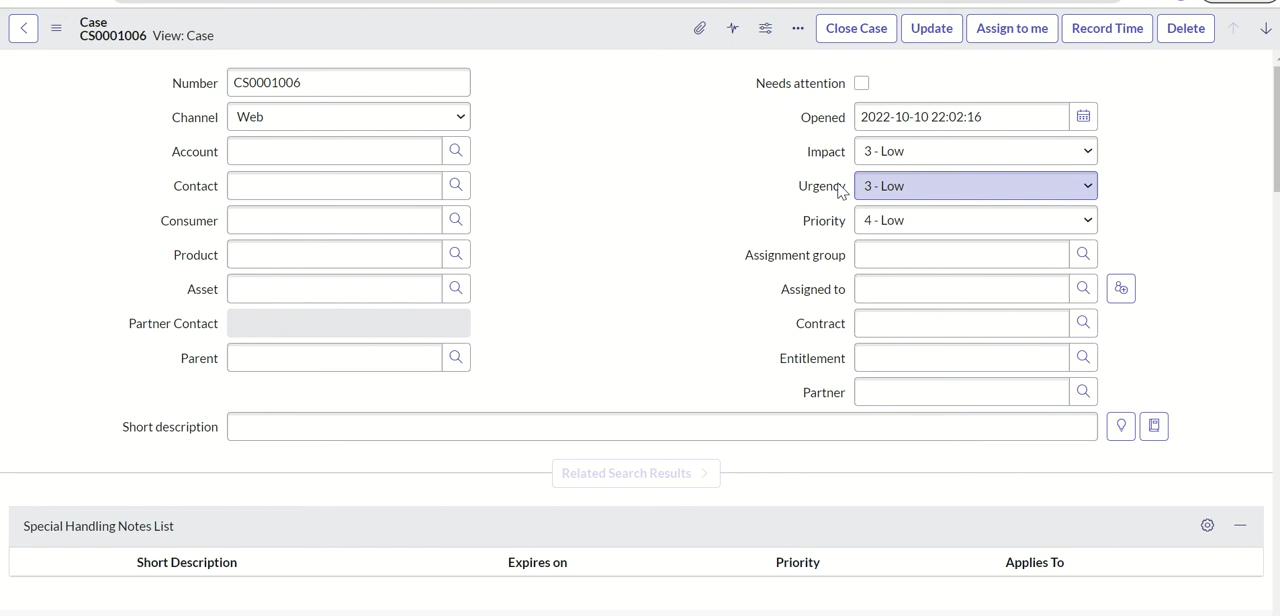 Case
CS0001006 View: Case
Close Case
Update
Assign to me
Record Time
Delete
Number
CS0001006
Channel
Web
Account
Contact
Consumer
Product
Asset
Partner Contact
Parent
Needs attention
Opened
2022-10-10 22:02:16
Impact
3 - Low
Urgency
3 - Low
Priority
4 - Low
Assignment group
Assigned to
Contract
Entitlement
Partner
Short description
Related Search Results
Special Handling Notes List
Short Description Expires on Priority Applies To